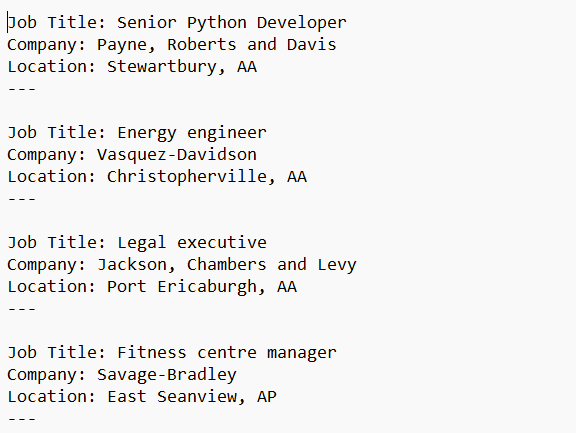 Job Title: Senior Python Developer
Company: Payne, Roberts and Davis
Location: Stewartbury, AA
---
Job Title: Energy engineer
Company: Vasquez-Davidson
Location: Christopherville, AA
---
Job Title: Legal executive
Company: Jackson, Chambers and Levy
Location: Port Ericaburgh, AA
---
Job Title: Fitness centre manager
Company: Savage-Bradley
Location: East Seanview, AP
---